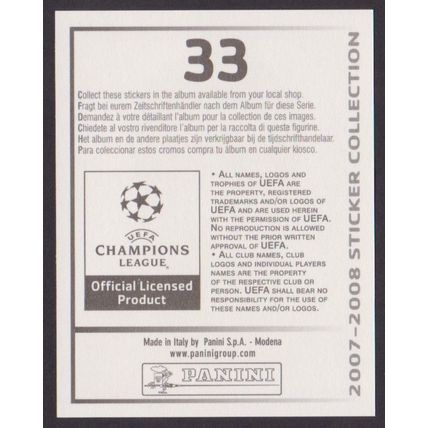 33
Collect these stickers in the album available from your local shop.
Fragt bei eurem Zeitschriftenhändler nach dem Album für diese Serie.
Demandez à votre détaillant l'album pour la collection de ces images.
Chiedete al vostro rivenditore l'album per la raccolta di queste figurine.
Het album en de andere plaatjes zijn verkrijgbaar bij de tijdschrifthandelaar.
Para coleccionar estos cromos compra tu álbum en cualquier kiosco.
UEFA
CHAMPIONS
LEAGUE®
Official Licensed
Product
• ALL NAMES, LOGOS AND
TROPHIES OF UEFA ARE
THE PROPERTY, REGISTERED
TRADEMARKS AND/OR LOGOS OF
UEFA AND ARE USED HEREIN
WITH THE PERMISSION OF UEFA.
NO REPRODUCTION IS ALLOWED
WITHOUT THE PRIOR WRITTEN
APPROVAL OF UEFA.
• ALL CLUB NAMES, CLUB
LOGOS AND INDIVIDUAL PLAYERS
NAMES ARE THE PROPERTY
OF THE RESPECTIVE CLUB OR
PERSON. UEFA SHALL BEAR NO
RESPONSIBILITY FOR THE USE OF
THESE NAMES AND/OR LOGOS.
Made in Italy by Panini S.p.A. - Modena
www.paninigroup.com
PANINI
2007-2008 STICKER COLLECTION